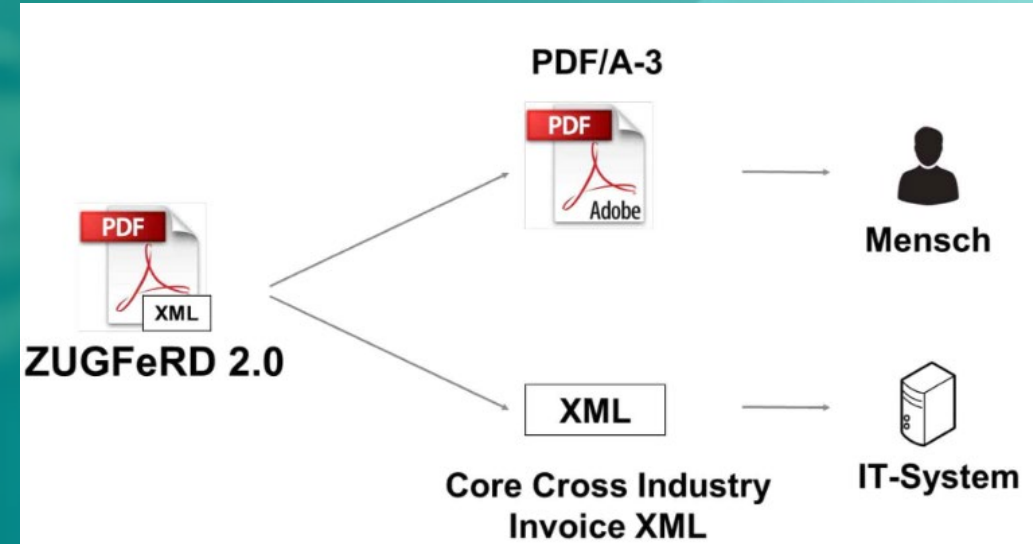 PDF/A-3
PDF
Adobe
Mensch
PDF
XML
ZUGFeRD 2.0
XML
Core Cross Industry
Invoice XML
IT-System